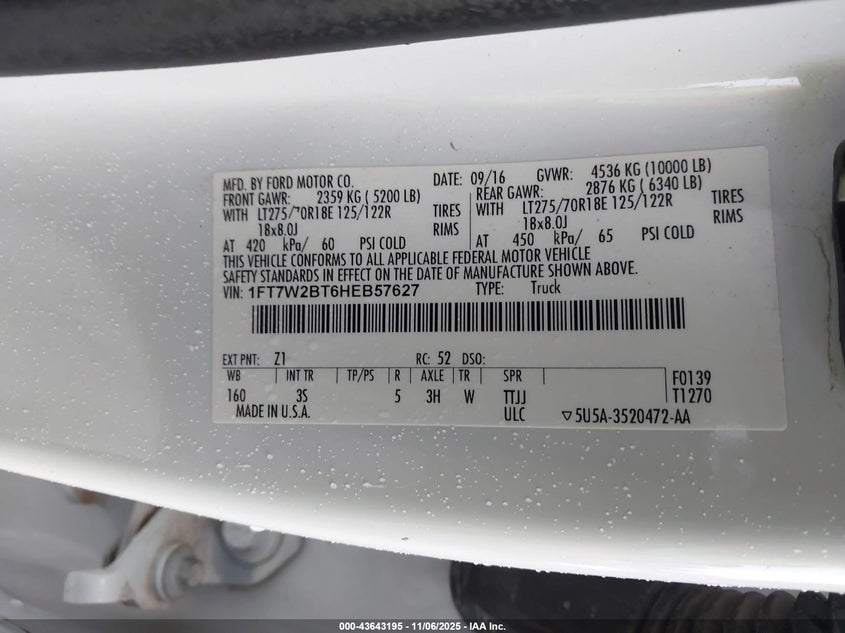 MFD. BY FORD MOTOR CO. DATE: 09/16 GVWR: 4536 KG (10000 LB)
FRONT GAWR: 2359 KG ( 5200 LB) REAR GAWR: 2876 KG ( 6340 LB)
WITH LT275/70R18E 125/122R TIRES WITH LT275/70R18E 125/122R TIRES
18x8.0J RIMS 18x8.0J RIMS
AT 420 kPa/ 60 PSI COLD AT 450 kPa/ 65 PSI COLD
THIS VEHICLE CONFORMS TO ALL APPLICABLE FEDERAL MOTOR VEHICLE
SAFETY STANDARDS IN EFFECT ON THE DATE OF MANUFACTURE SHOWN ABOVE.
VIN: 1FT7W2BT6HEB57627 TYPE: Truck
EXT PNT: Z1 RC: 52 DSO:
WB INT TR TP/PS R AXLE TR SPR F0139
160 3S 5 3H W TTJJ T1270
MADE IN U.S.A. ULC ▽5U5A-3520472-AA
000-43643195 - 11/06/2025 - IAA Inc.